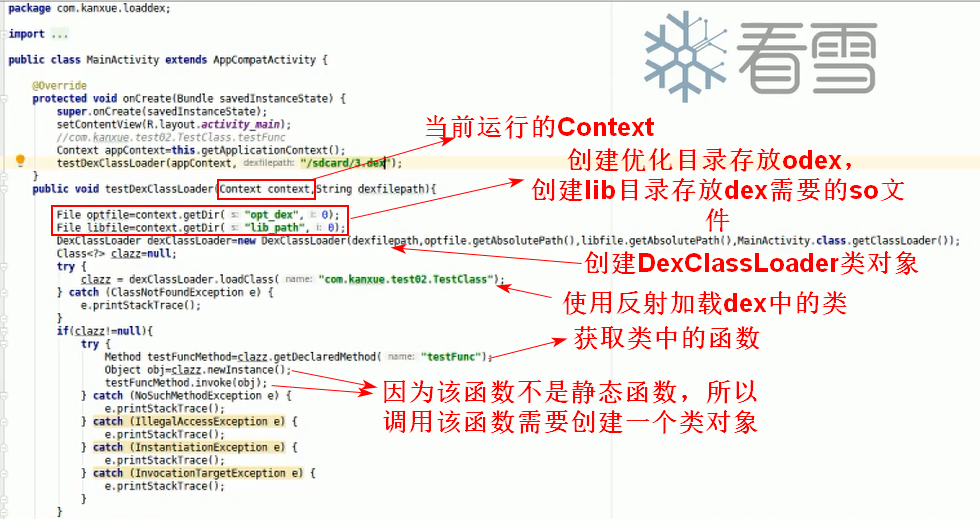 package com.kanxue.loaddex;
import ...
看雪
public class MainActivity extends AppCompatActivity {
@Override
protected void onCreate(Bundle savedInstanceState) {
super.onCreate(savedInstanceState);
setContentView(R.layout.activity_main);
//com.kanxue.test02.TestClass.testFunc
Context appContext=this.getApplicationContext();
testDexClassLoader(appContext, dexfilepath: "/sdcard/3.dex");
}
当前运行的Context
public void testDexClassLoader(Context context,String dexfilepath){
创建优化目录存放odex，
创建lib目录存放dex需要的so文
件
File optfile=context.getDir( s: "opt_dex", i: 0);
File libfile=context.getDir( s: "lib_path", i: 0);
DexClassLoader dexClassLoader=new DexClassLoader(dexfilepath,optfile.getAbsolutePath(),libfile.getAbsolutePath(),MainActivity.class.getClassLoader());
Class<?> clazz=null;
创建DexClassLoader类对象
try {
clazz = dexClassLoader.loadClass( name: "com.kanxue.test02.TestClass");
} catch (ClassNotFoundException e) {
使用反射加载dex中的类
e.printStackTrace();
}
if(clazz!=null){
获取类中的函数
try {
Method testFuncMethod=clazz.getDeclaredMethod( name: "testFunc");
Object obj=clazz.newInstance();
testFuncMethod.invoke(obj);
因为该函数不是静态函数，所以
调用该函数需要创建一个类对象
} catch (NoSuchMethodException e) {
e.printStackTrace();
} catch (IllegalAccessException e) {
e.printStackTrace();
} catch (InstantiationException e) {
e.printStackTrace();
} catch (InvocationTargetException e) {
e.printStackTrace();
}
}